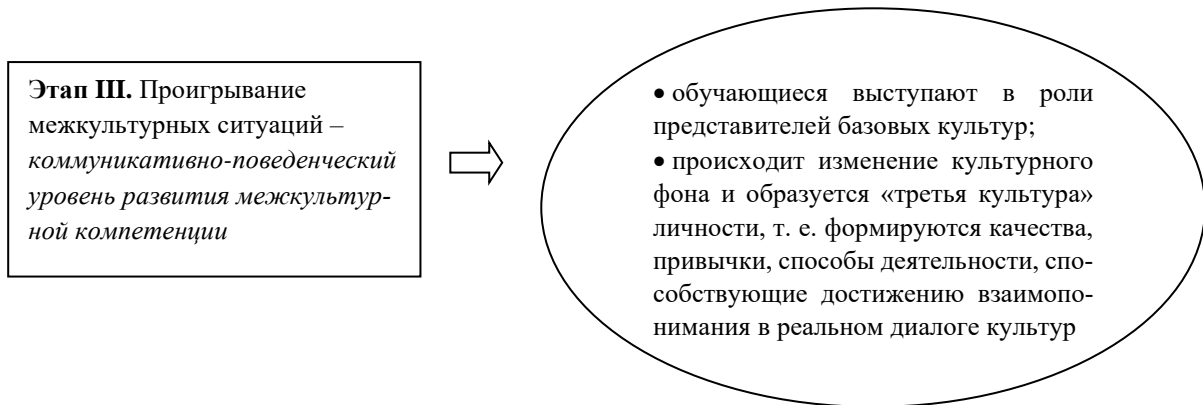 Этап III. Проигрывание
межкультурных ситуаций –
коммуникативно-поведенческий
уровень развития межкультур-
ной компетенции
• обучающиеся выступают в роли
представителей базовых культур;
• происходит изменение культурного
фона и образуется «третья культура»
личности, т. е. формируются качества,
привычки, способы деятельности, спо-
собствующие достижению взаимопо-
нимания в реальном диалоге культур